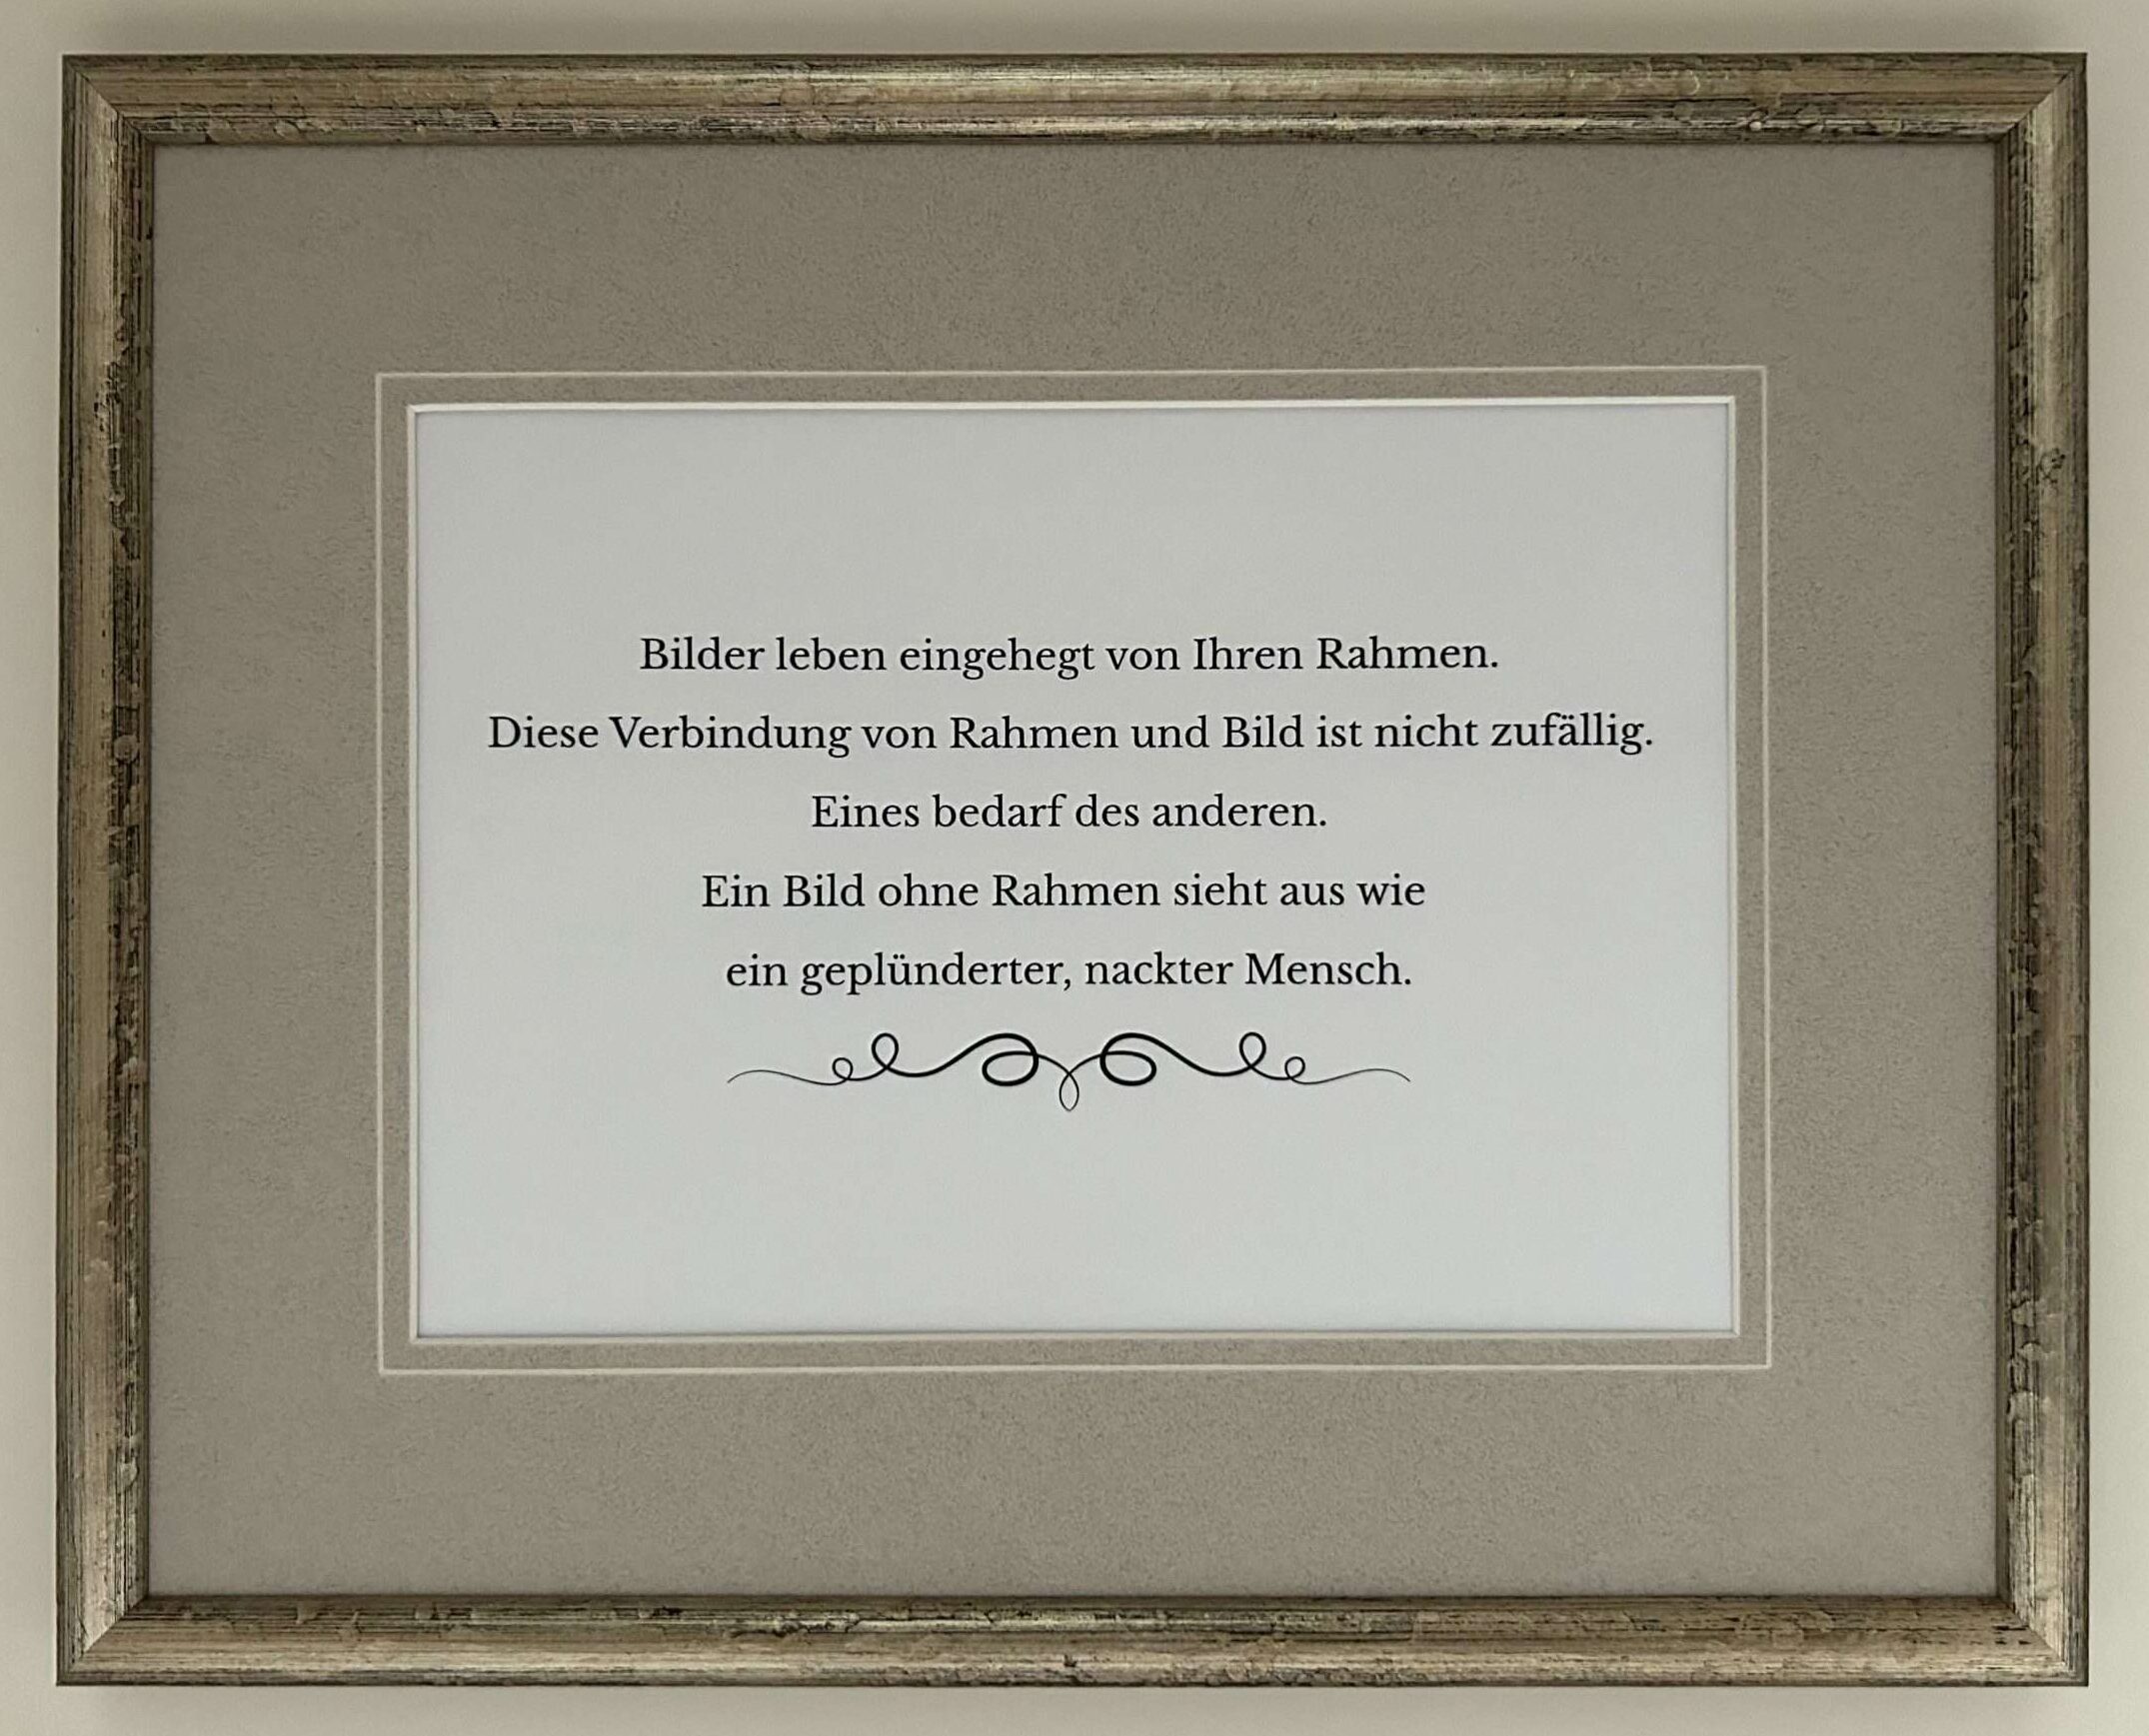 Bilder leben eingehegt von Ihren Rahmen.
Diese Verbindung von Rahmen und Bild ist nicht zufällig.
Eines bedarf des anderen.
Ein Bild ohne Rahmen sieht aus wie
ein geplünderter, nackter Mensch.